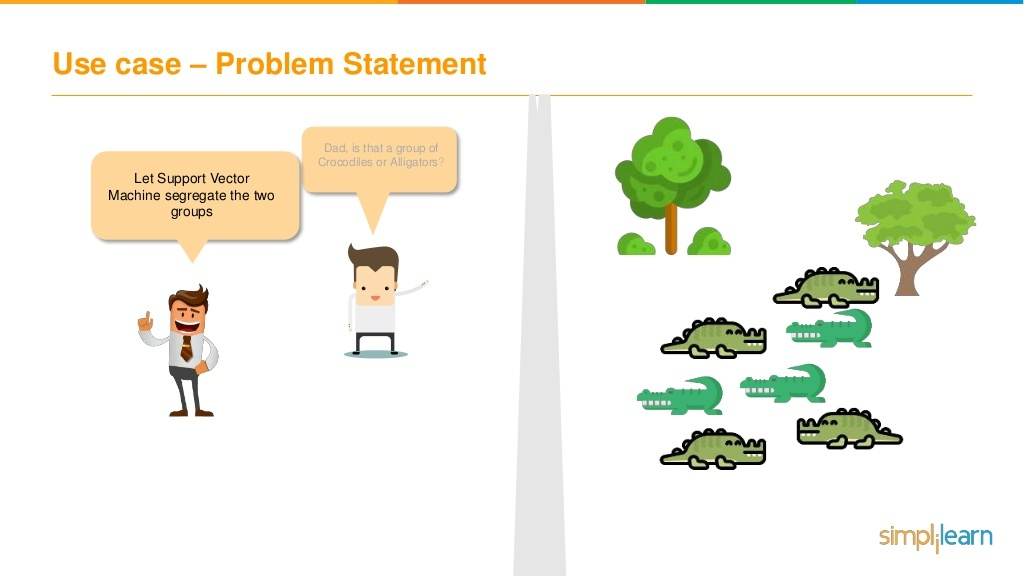 Use case – Problem Statement
Dad, is that a group of
Crocodiles or Alligators?
Let Support Vector
Machine segregate the two
groups
simplilearn